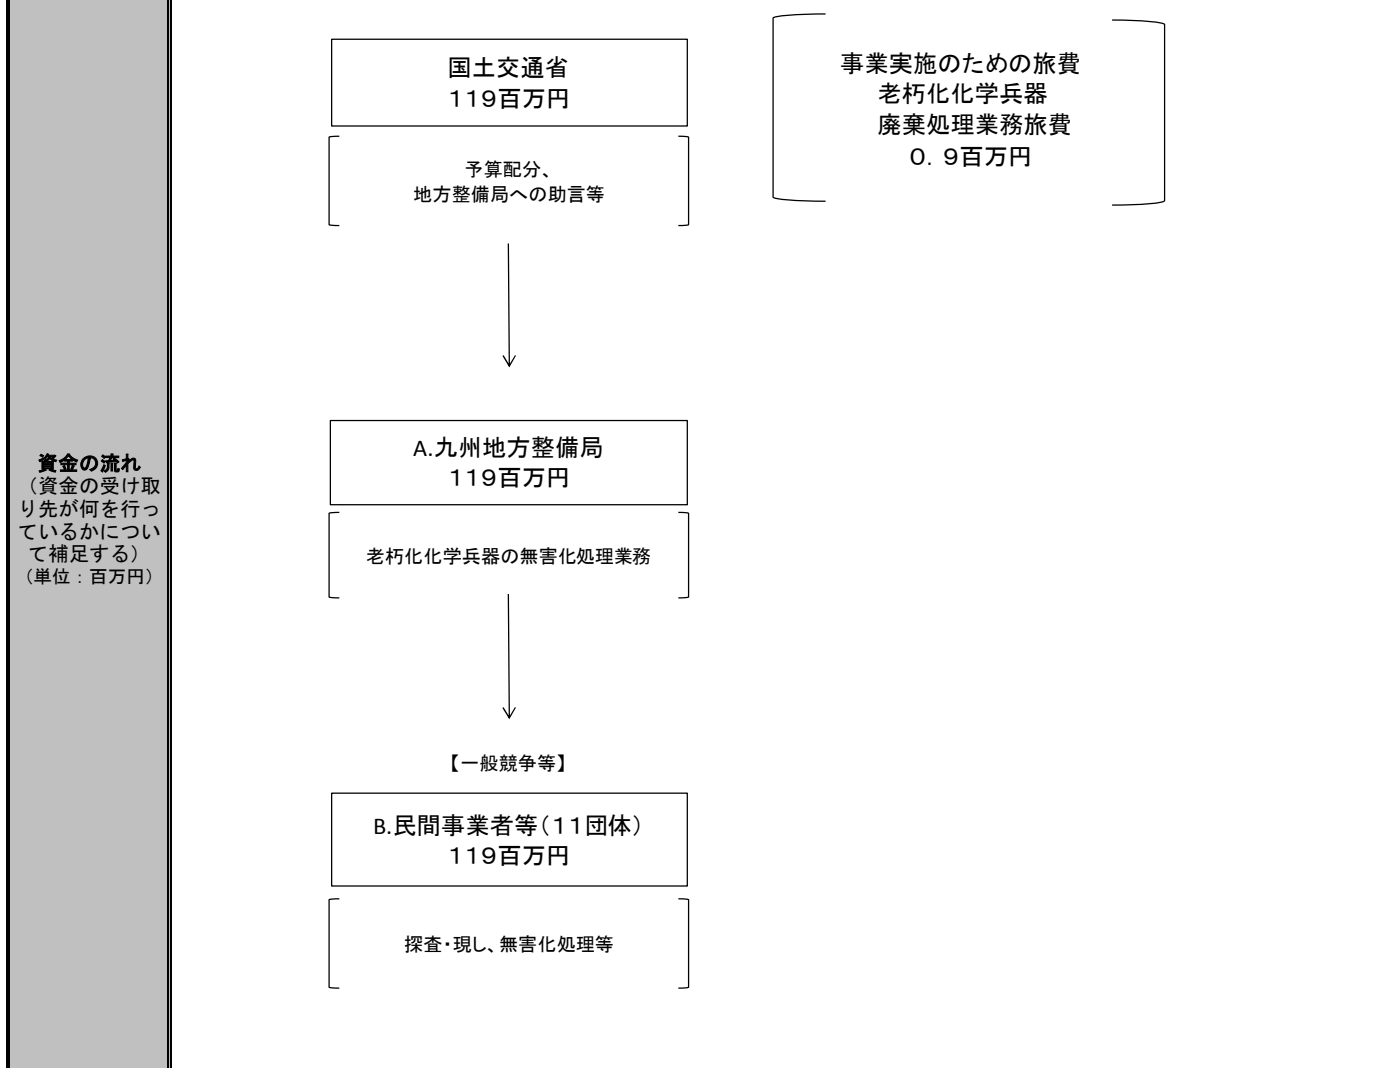 資金の流れ
（資金の受け取
り先が何を行っ
ているかについ
て補足する）
（単位：百万円）
国土交通省
１１９百万円
予算配分、
地方整備局への助言等
事業実施のための旅費
老朽化化学兵器
廃棄処理業務旅費
０．９百万円
A.九州地方整備局
１１９百万円
老朽化化学兵器の無害化処理業務
【一般競争等】
B.民間事業者等（１１団体）
１１９百万円
探査・現し、無害化処理等